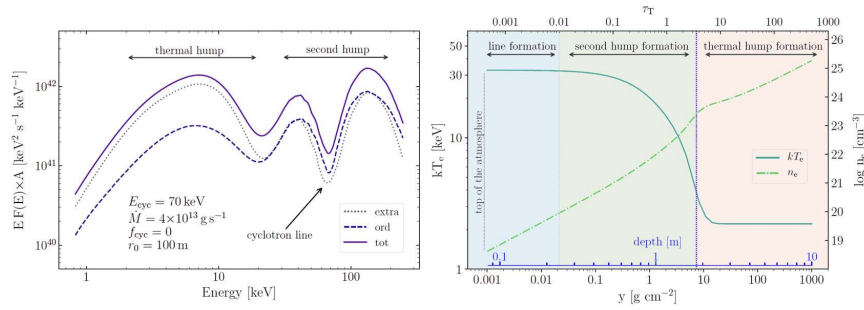 thermal hump
second hump
10⁴²
10⁴¹
10⁴⁰
E F(E)×A [keV² s⁻¹ keV⁻¹]
E_cyc = 70 keV
Ṁ = 4×10¹³ g s⁻¹
f_cyc = 0
r₀ = 100 m
cyclotron line
extra
ord
tot
1
10
100
Energy [keV]
τ_T
0.001
0.01
0.1
1
5
50
500
50
30
10
1
kT_e [keV]
line formation
second hump formation
thermal hump formation
top of the atmosphere
kT_e
n_e
25
24
23
22
21
20
19
18
log n_e [cm⁻³]
depth [m]
0.1
1
10
0.001
0.01
0.1
1
10
100
1000
y [g cm⁻²]